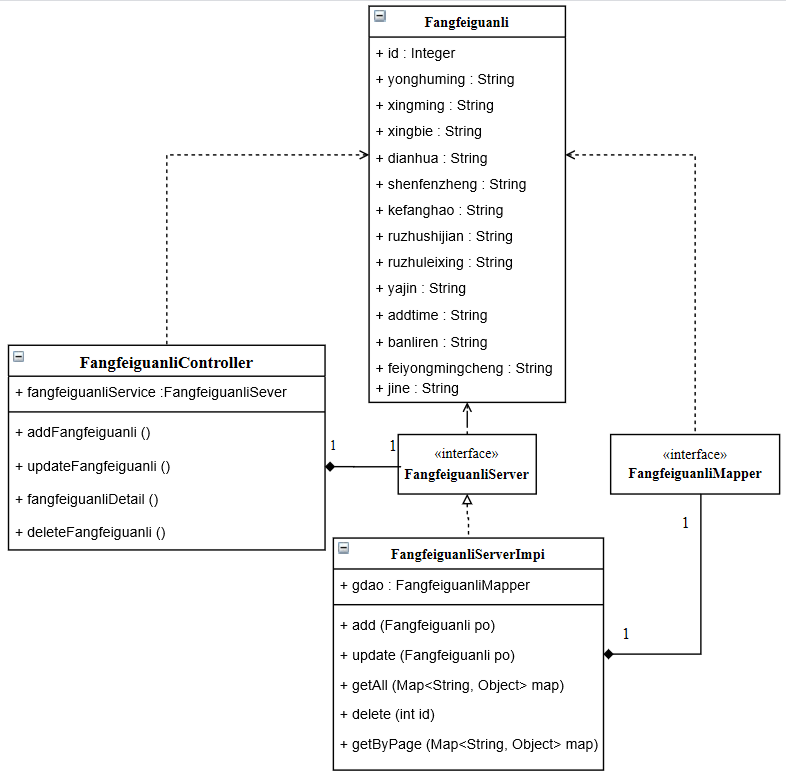 Fangfeiguanli
+ id : Integer
+ yonghuming : String
+ xingming : String
+ xingbie : String
+ dianhua : String
+ shenfenzheng : String
+ kefanghao : String
+ ruzhushijian : String
+ ruzhuleixing : String
+ yajin : String
+ addtime : String
+ banliren : String
+ feiyongmingcheng : String
+ jine : String
FangfeiguanliController
+ fangfeiguanliService :FangfeiguanliSever
+ addFangfeiguanli ()
+ updateFangfeiguanli ()
+ fangfeiguanliDetail ()
+ deleteFangfeiguanli ()
1
1
«interface»
FangfeiguanliServer
«interface»
FangfeiguanliMapper
1
1
FangfeiguanliServerImpi
+ gdao : FangfeiguanliMapper
+ add (Fangfeiguanli po)
+ update (Fangfeiguanli po)
+ getAll (Map<String, Object> map)
+ delete (int id)
+ getByPage (Map<String, Object> map)